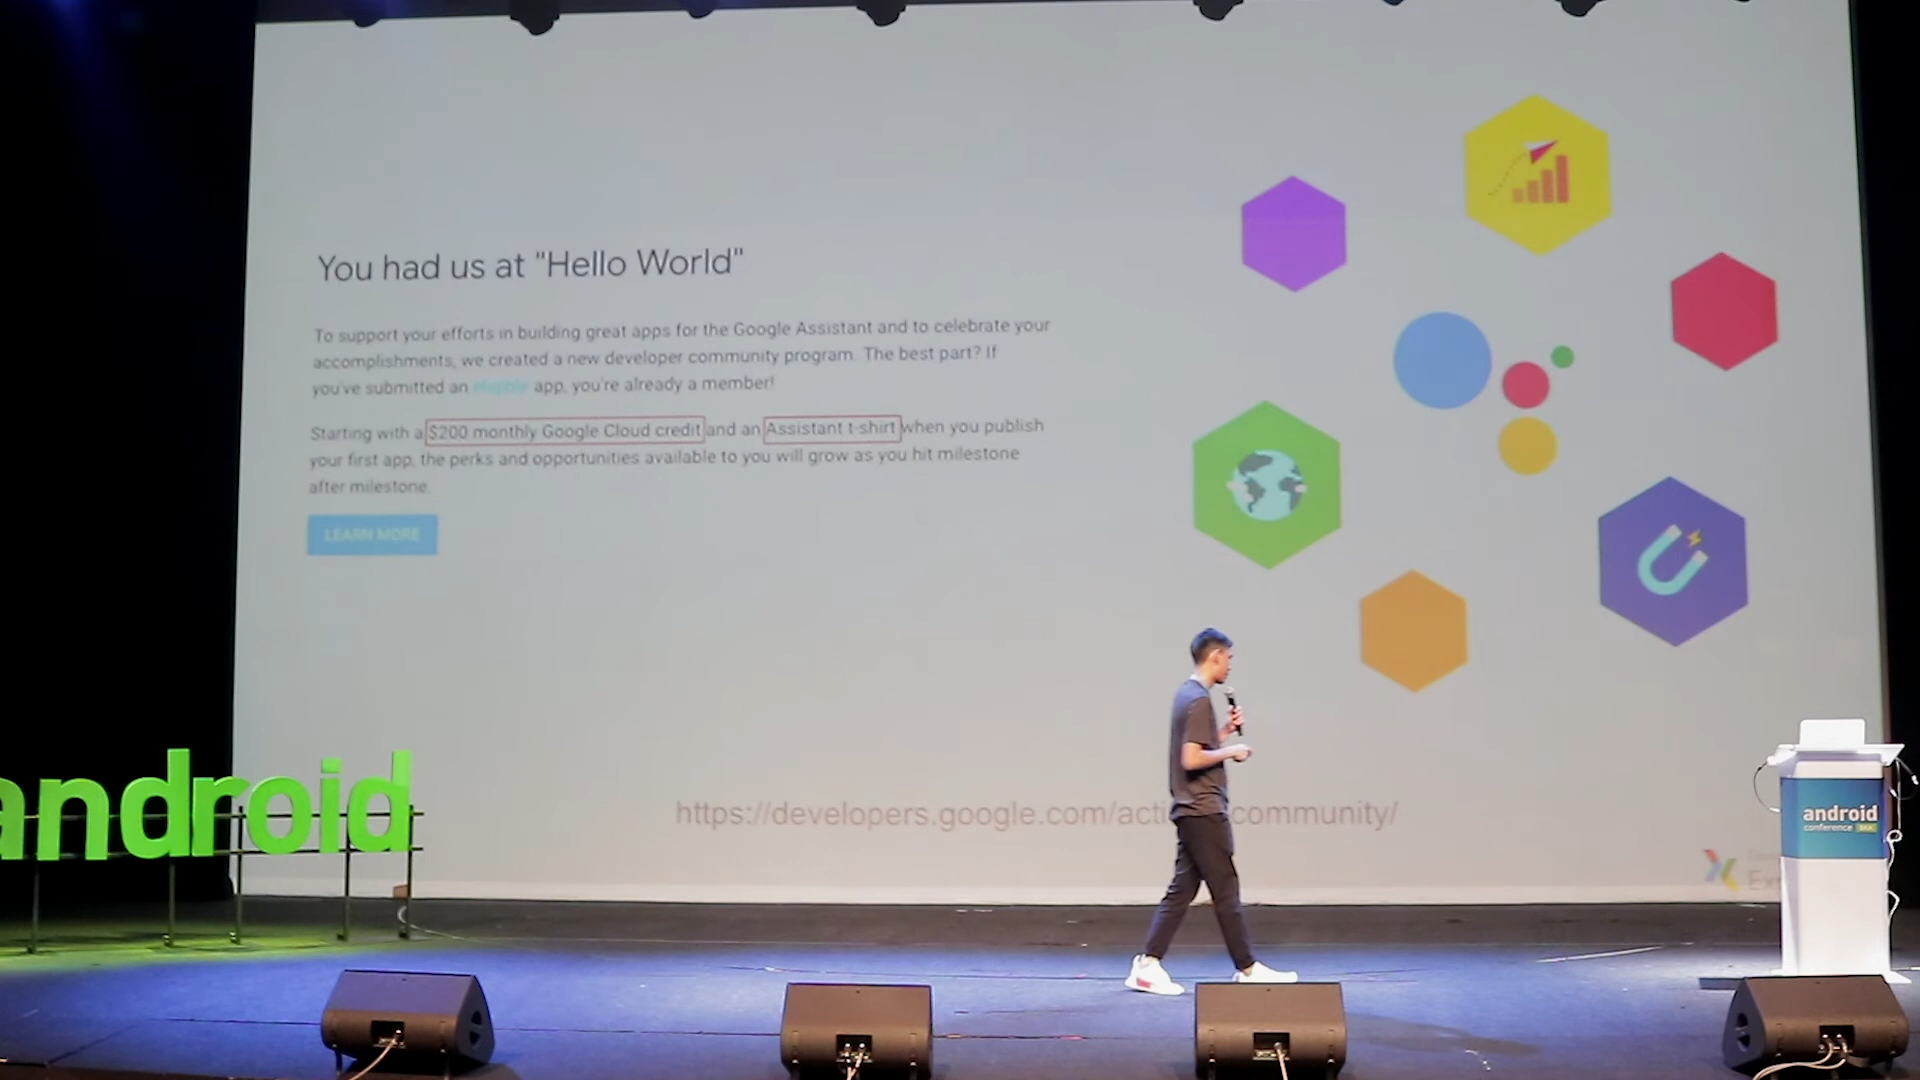 You had us at "Hello World"
To support your efforts in building great apps for the Google Assistant and to celebrate your
accomplishments, we created a new developer community program. The best part? If
you've submitted an eligible app, you're already a member!
Starting with a $200 monthly Google Cloud credit and an Assistant t-shirt when you publish
your first app, the perks and opportunities available to you will grow as you hit milestone
after milestone.
LEARN MORE
https://developers.google.com/acti community/
android
android
conference